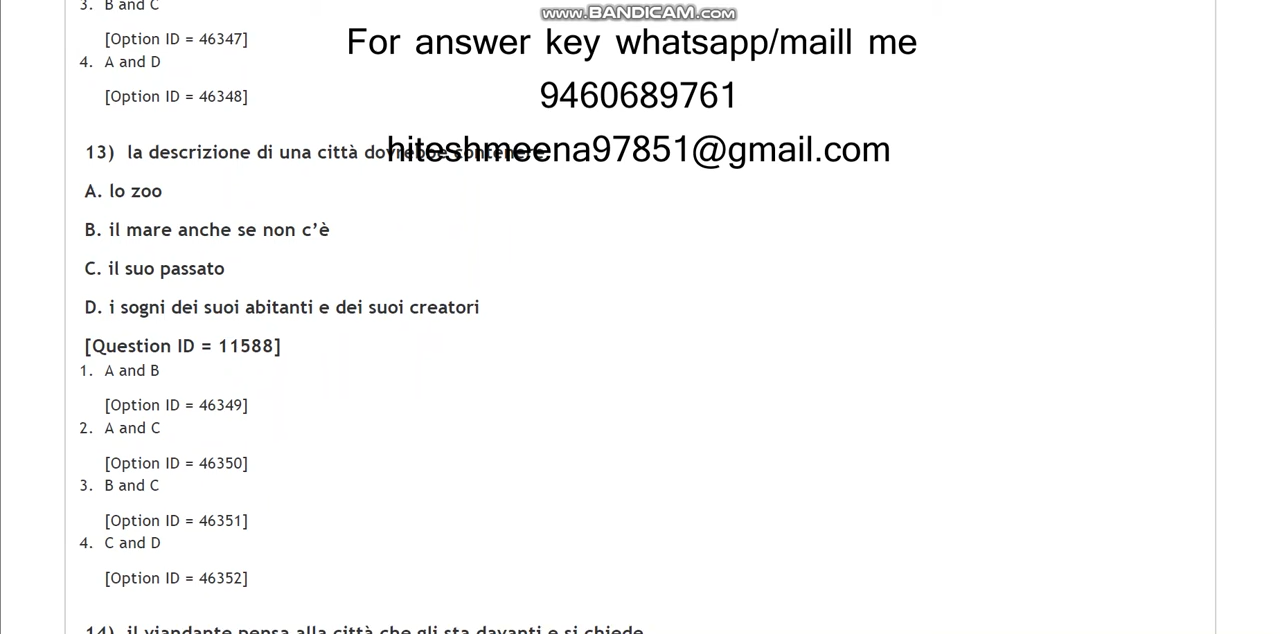 3. B and C
www.BANDICAM.com
[Option ID = 46347]
For answer key whatsapp/maill me
4. A and D
9460689761
[Option ID = 46348]
13) la descrizione di una città dovrebbe contenere
hiteshmeena97851@gmail.com
A. lo zoo
B. il mare anche se non c’è
C. il suo passato
D. i sogni dei suoi abitanti e dei suoi creatori
[Question ID = 11588]
1. A and B
[Option ID = 46349]
2. A and C
[Option ID = 46350]
3. B and C
[Option ID = 46351]
4. C and D
[Option ID = 46352]
14) il viandante pensa alla città che gli sta davanti e si chiede